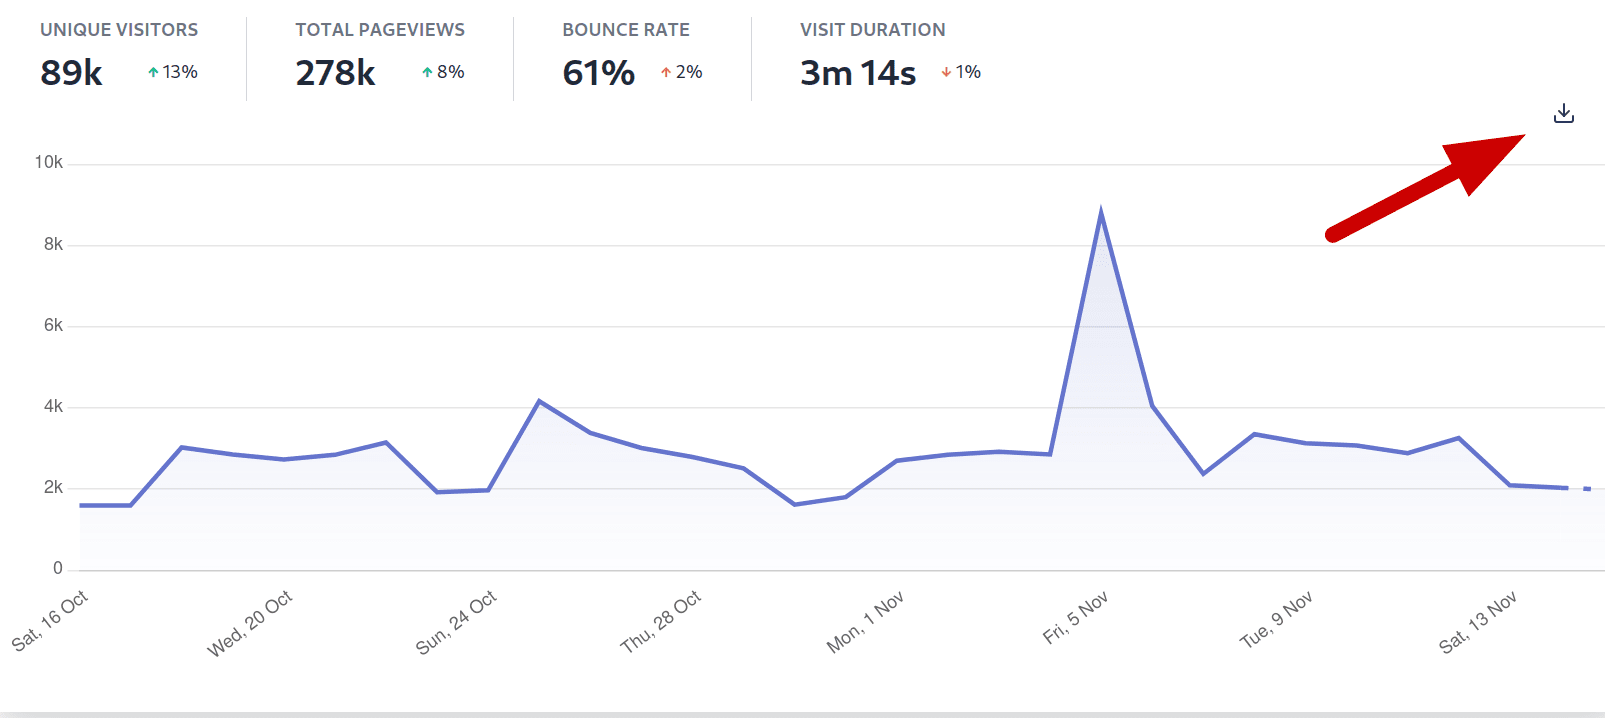 UNIQUE VISITORS
89k 13%
TOTAL PAGEVIEWS
278k 8%
BOUNCE RATE
61% 2%
VISIT DURATION
3m 14s 1%
10k
8k
6k
4k
2k
0
Sat, 16 Oct
Wed, 20 Oct
Sun, 24 Oct
Thu, 28 Oct
Mon, 1 Nov
Fri, 5 Nov
Tue, 9 Nov
Sat, 13 Nov